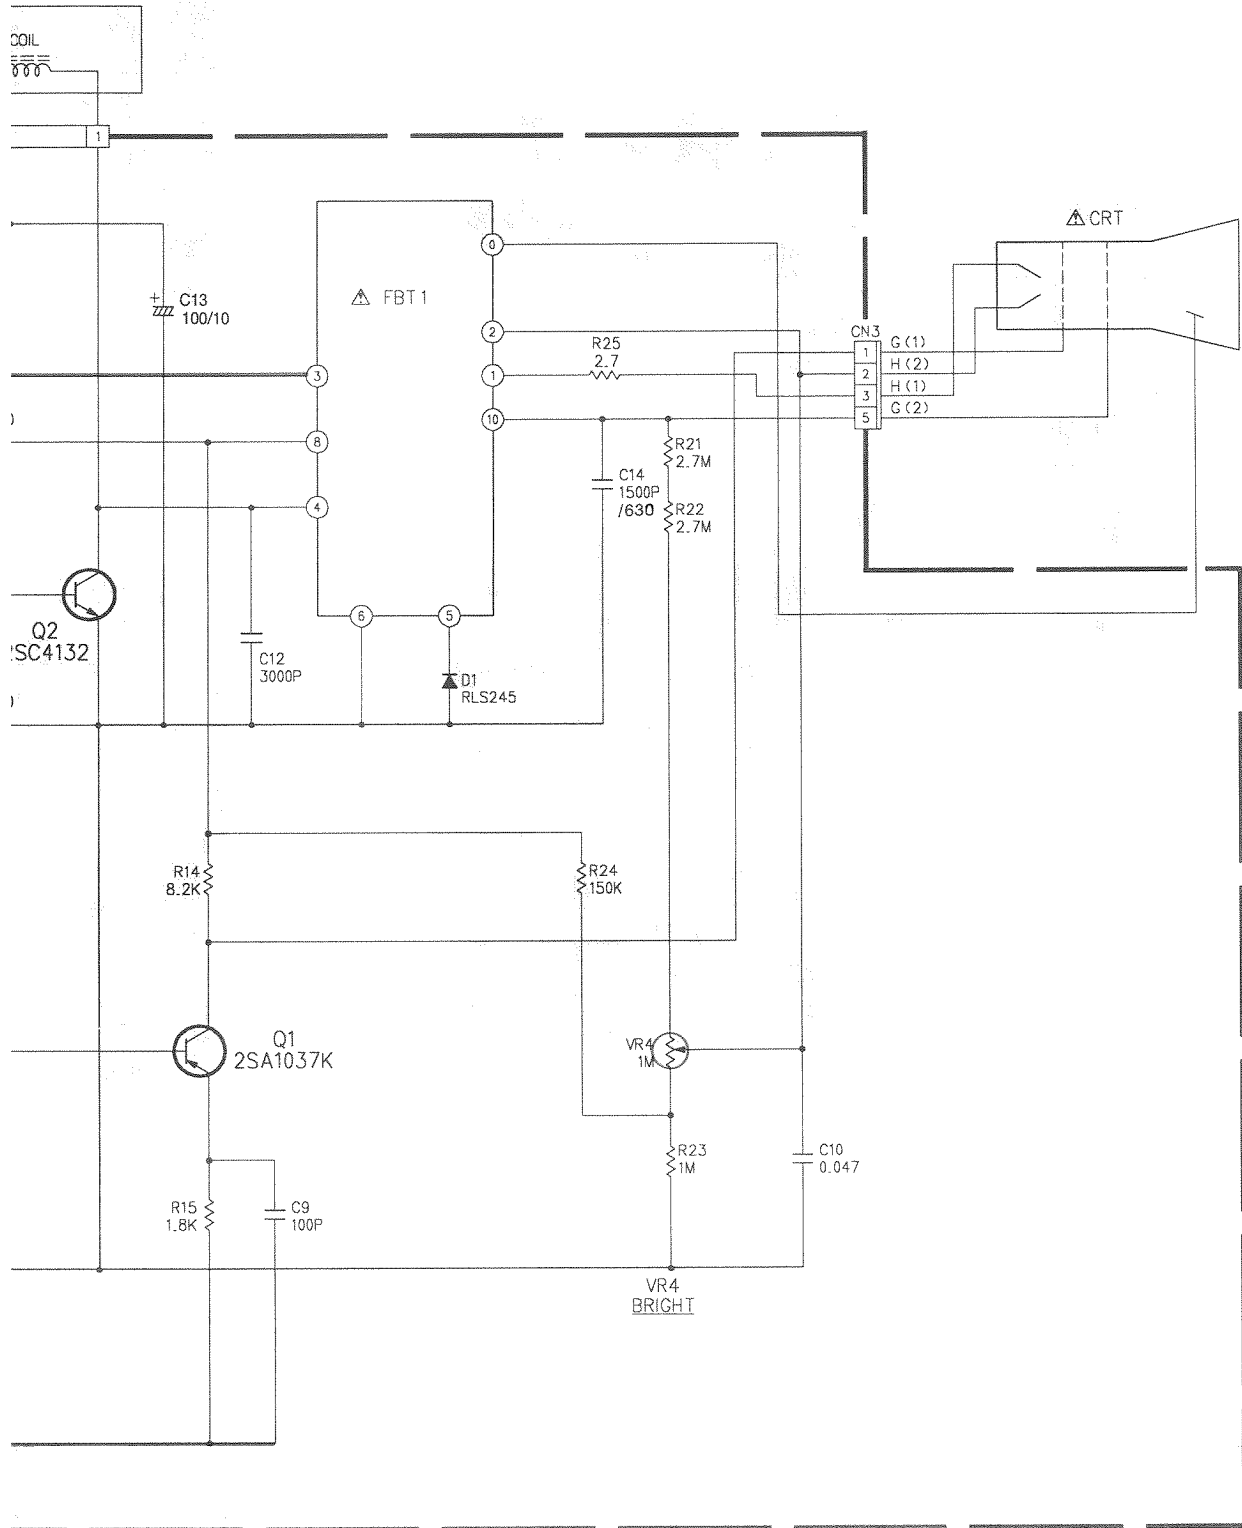 COIL
1
CRT
FBT1
0
C13
100/10
2
R25
2.7
CN3
1
G(1)
2
H(2)
3
H(1)
5
G(2)
3
1
10
8
R21
2.7M
C14
1500P
/630
R22
2.7M
4
Q2
2SC4132
6
5
C12
3000P
D1
RLS245
R14
8.2K
R24
150K
Q1
2SA1037K
VR4
1M
R23
1M
C10
0.047
R15
1.8K
C9
100P
VR4
BRIGHT